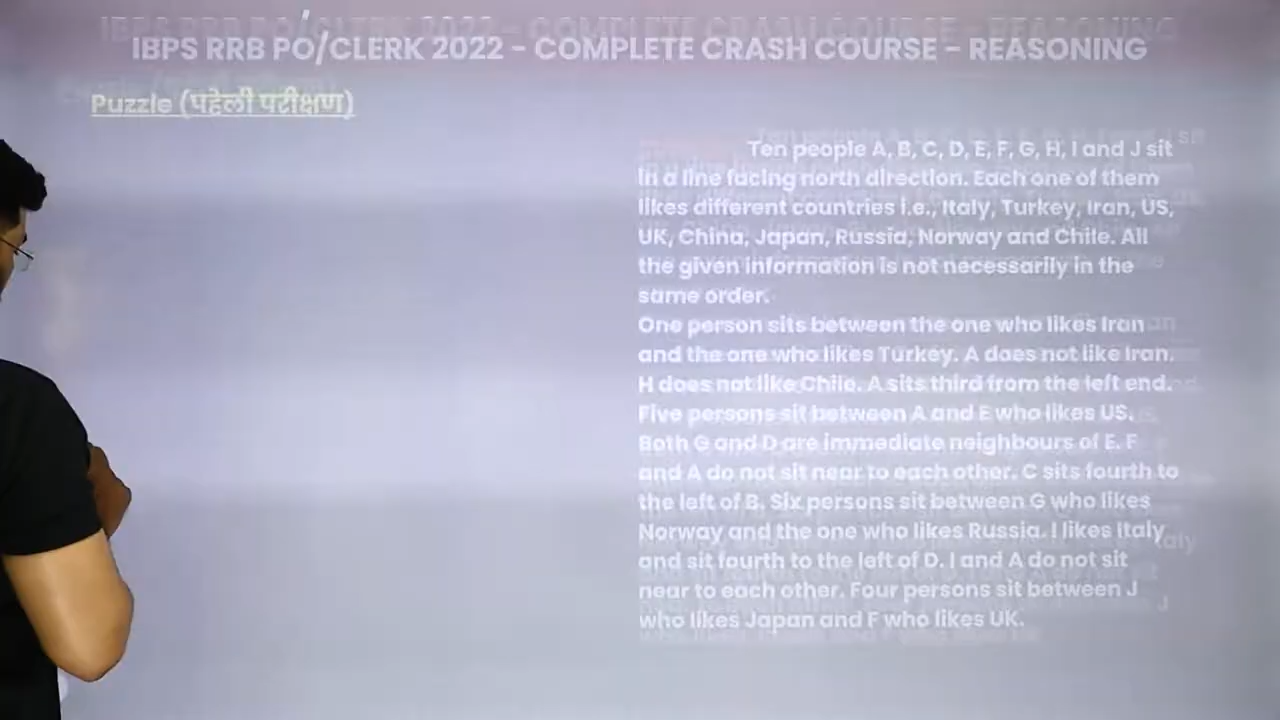 IBPS RRB PO/CLERK 2022 - COMPLETE CRASH COURSE - REASONING
Puzzle (पहेली परीक्षण)
Ten people A, B, C, D, E, F, G, H, I and J sit
in a line facing north direction. Each one of them
likes different countries i.e., Italy, Turkey, Iran, US,
UK, China, Japan, Russia, Norway and Chile. All
the given information is not necessarily in the
same order.
One person sits between the one who likes Iran
and the one who likes Turkey. A does not like Iran.
H does not like Chile. A sits third from the left end.
Five persons sit between A and E who likes US.
Both G and D are immediate neighbours of E. F
and A do not sit near to each other. C sits fourth to
the left of B. Six persons sit between G who likes
Norway and the one who likes Russia. I likes Italy
and sit fourth to the left of D. I and A do not sit
near to each other. Four persons sit between J
who likes Japan and F who likes UK.